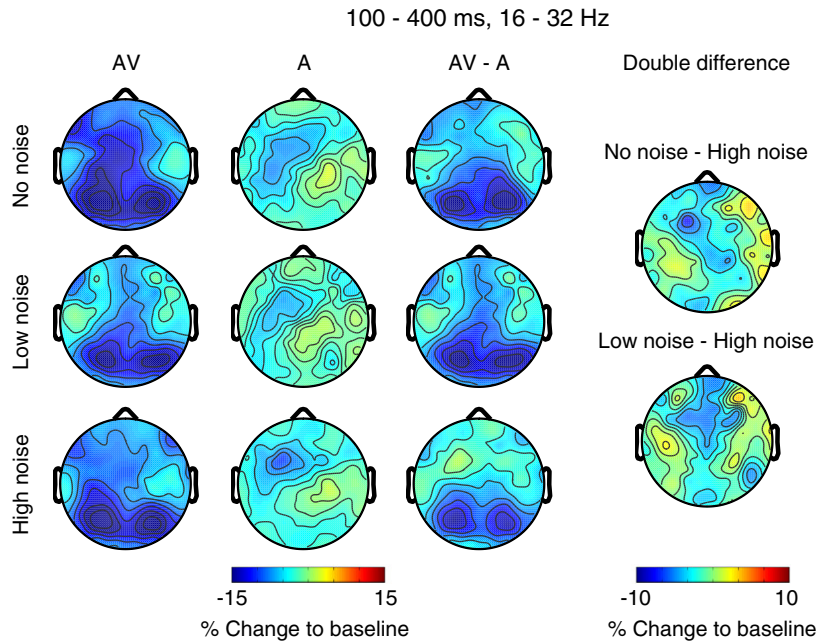 100 - 400 ms, 16 - 32 Hz
AV
A
AV - A
Double difference
No noise
No noise - High noise
Low noise
Low noise - High noise
High noise
-15
15
-10
10
% Change to baseline
% Change to baseline